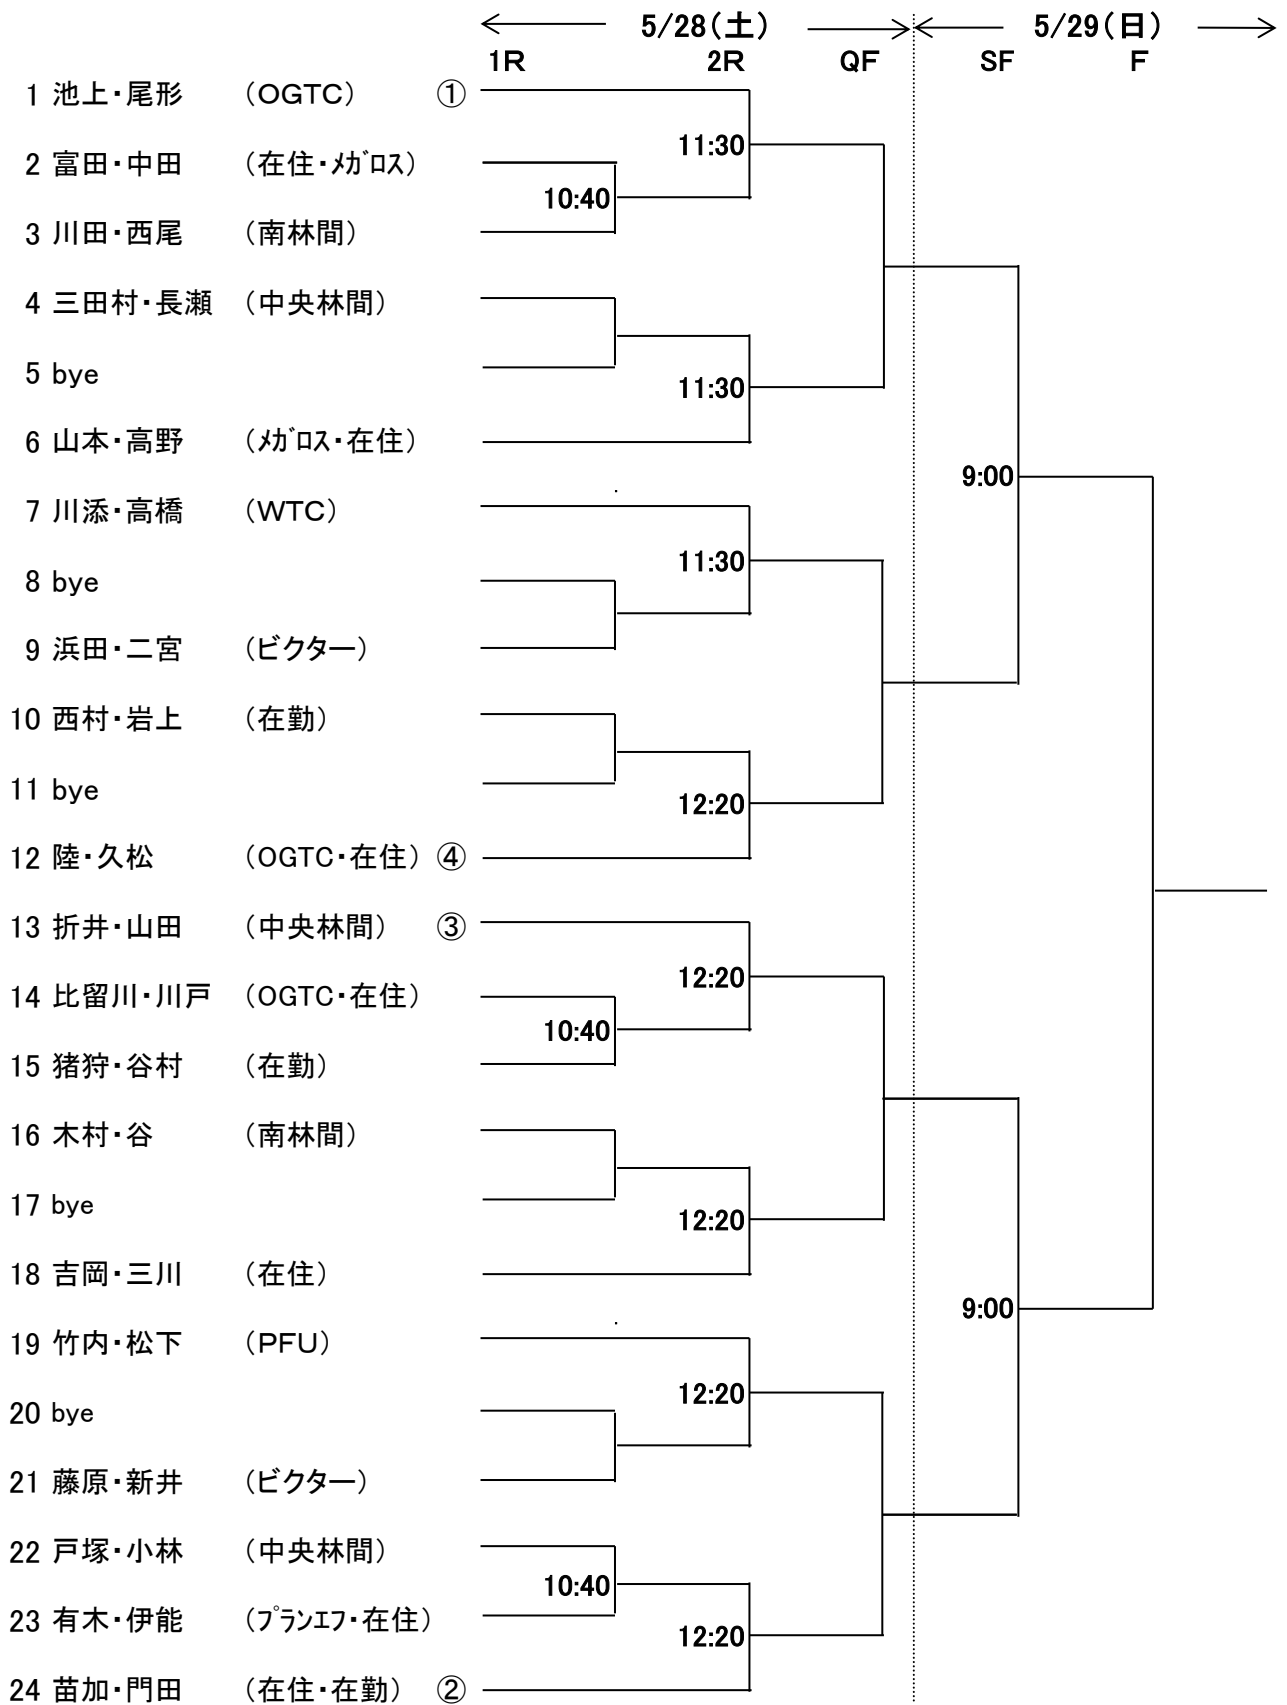 5/28(土) 5/29(日)
1R 2R QF SF F
1 池上・尾形 (OGTC) ①
11:30
2 富田・中田 (在住・ﾒｶﾞﾛｽ)
10:40
3 川田・西尾 (南林間)
4 三田村・長瀬 (中央林間)
5 bye
11:30
6 山本・高野 (ﾒｶﾞﾛｽ・在住)
9:00
7 川添・高橋 (WTC)
11:30
8 bye
9 浜田・二宮 (ビクター)
10 西村・岩上 (在勤)
11 bye
12:20
12 陸・久松 (OGTC・在住) ④
13 折井・山田 (中央林間) ③
12:20
14 比留川・川戸 (OGTC・在住)
10:40
15 猪狩・谷村 (在勤)
16 木村・谷 (南林間)
17 bye
12:20
18 吉岡・三川 (在住)
9:00
19 竹内・松下 (PFU)
12:20
20 bye
21 藤原・新井 (ビクター)
22 戸塚・小林 (中央林間)
10:40
23 有木・伊能 (ﾌﾟﾗﾝｴﾌ・在住)
12:20
24 苗加・門田 (在住・在勤) ②